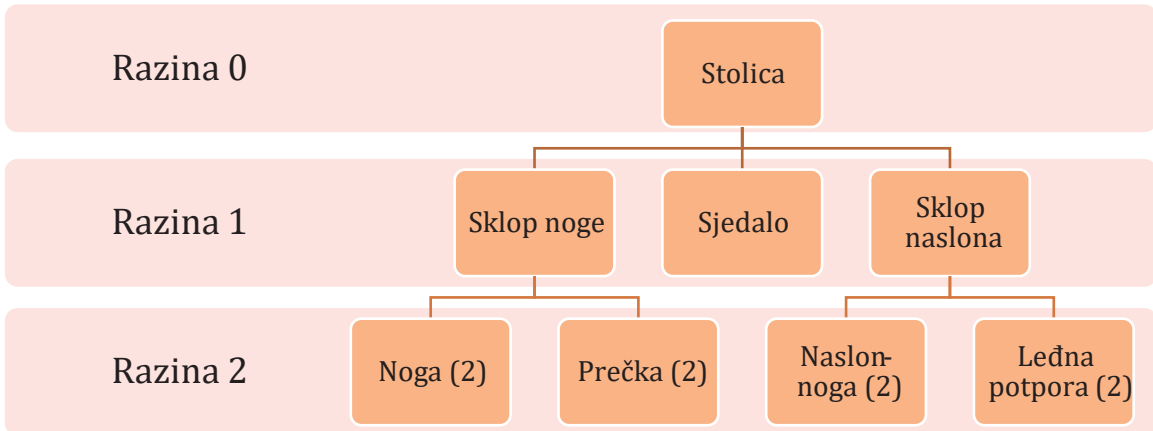 Razina 0
Stolica
Razina 1
Sklop noge
Sjedalo
Sklop
naslona
Razina 2
Noga (2)
Prečka (2)
Naslon-
noga (2)
Leđna
potpora (2)